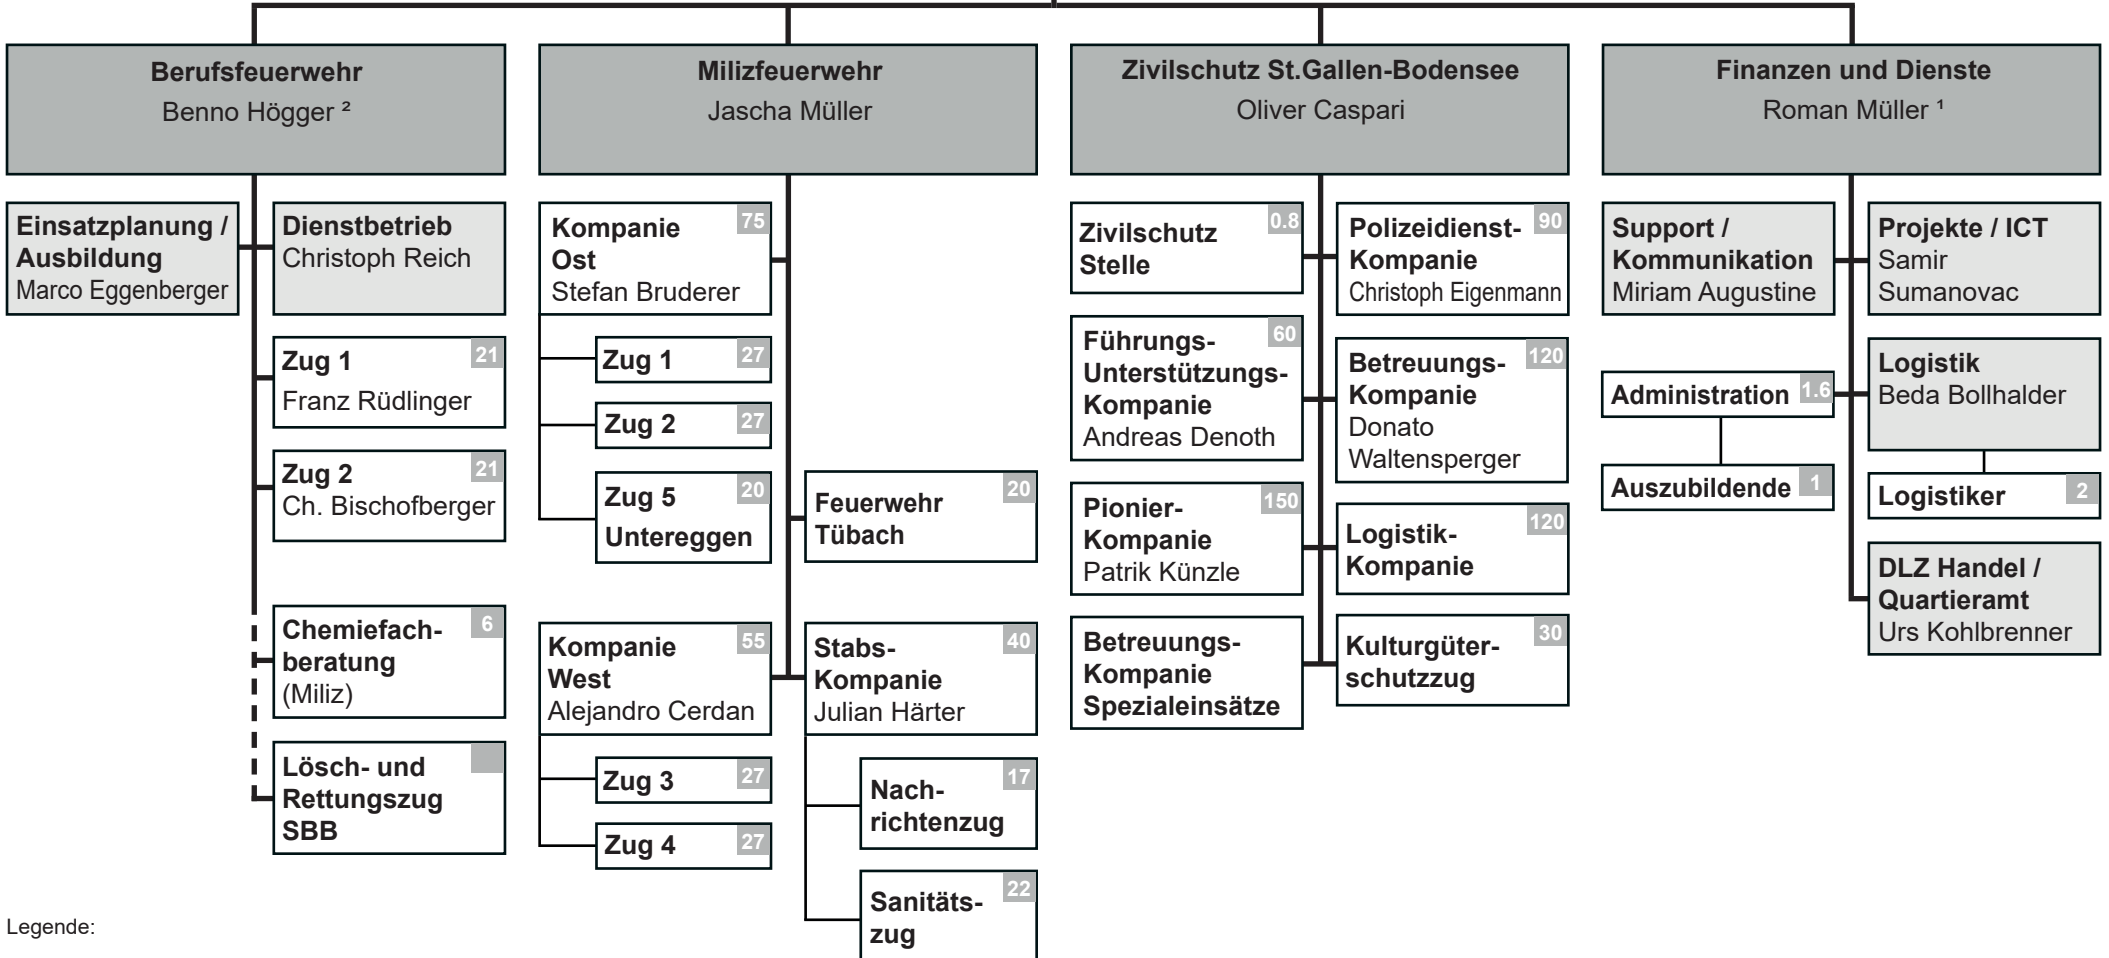 Berufsfeuerwehr
Benno Högger ²
Milizfeuerwehr
Jascha Müller
Zivilschutz St.Gallen-Bodensee
Oliver Caspari
Finanzen und Dienste
Roman Müller ¹
Einsatzplanung /
Ausbildung
Marco Eggenberger
Dienstbetrieb
Christoph Reich
Zug 1
21
Franz Rüdlinger
Zug 2
21
Ch. Bischofberger
Chemiefach-
6
beratung
(Miliz)
Lösch- und
Rettungszug
SBB
Kompanie
75
Ost
Stefan Bruderer
Zug 1
27
Zug 2
27
Zug 5
20
Untereggen
Feuerwehr
20
Tübach
Kompanie
55
West
Alejandro Cerdan
Zug 3
27
Zug 4
27
Stabs-
40
Kompanie
Julian Härter
Nach-
17
richtenzug
Sanitäts-
22
zug
Zivilschutz
0.8
Stelle
Polizeidienst-
90
Kompanie
Christoph Eigenmann
Führungs-
60
Unterstützungs-
Kompanie
Andreas Denoth
Betreuungs-
120
Kompanie
Donato
Waltensperger
Pionier-
150
Kompanie
Patrik Künzle
Logistik-
120
Kompanie
Betreuungs-
Kompanie
Spezialeinsätze
Kulturgüter-
30
schutzzug
Support /
Kommunikation
Miriam Augustine
Projekte / ICT
Samir
Sumanovac
Administration
1.6
Auszubildende
1
Logistik
Beda Bollhalder
Logistiker
2
DLZ Handel /
Quartieramt
Urs Kohlbrenner
Legende: